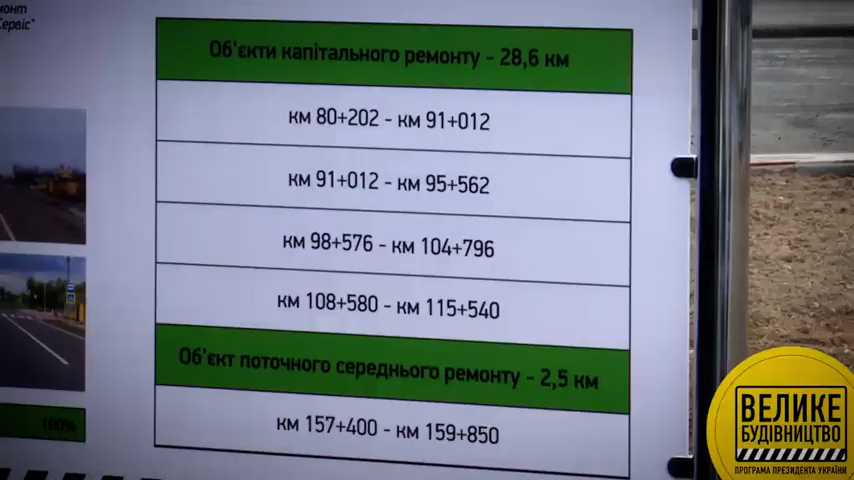 монт
Сервіс"
Об'єкти капітального ремонту - 28,6 км
км 80+202 - км 91+012
км 91+012 - км 95+562
км 98+576 - км 104+796
км 108+580 - км 115+540
Об'єкт поточного середнього ремонту - 2,5 км
км 157+400 - км 159+850
100%
ВЕЛИКЕ
БУДІВНИЦТВО
ПРОГРАМА ПРЕЗИДЕНТА УКРАЇНИ